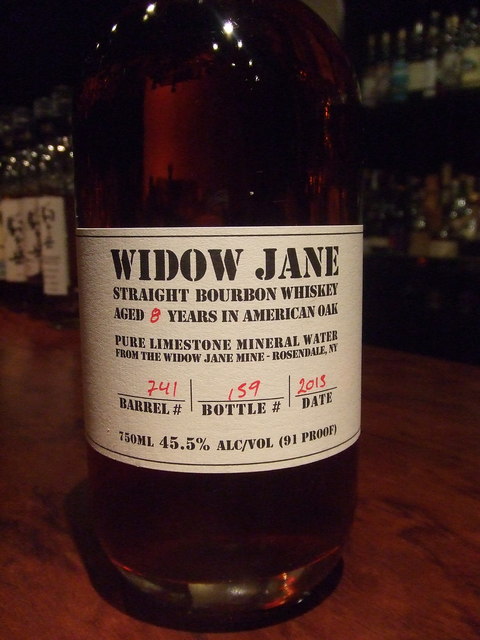 WIDOW JANE
STRAIGHT BOURBON WHISKEY
AGED 8 YEARS IN AMERICAN OAK
PURE LIMESTONE MINERAL WATER
FROM THE WIDOW JANE MINE - ROSENDALE, NY
741 159 2013
BARREL # BOTTLE # DATE
750ML 45.5% ALC/VOL (91 PROOF)